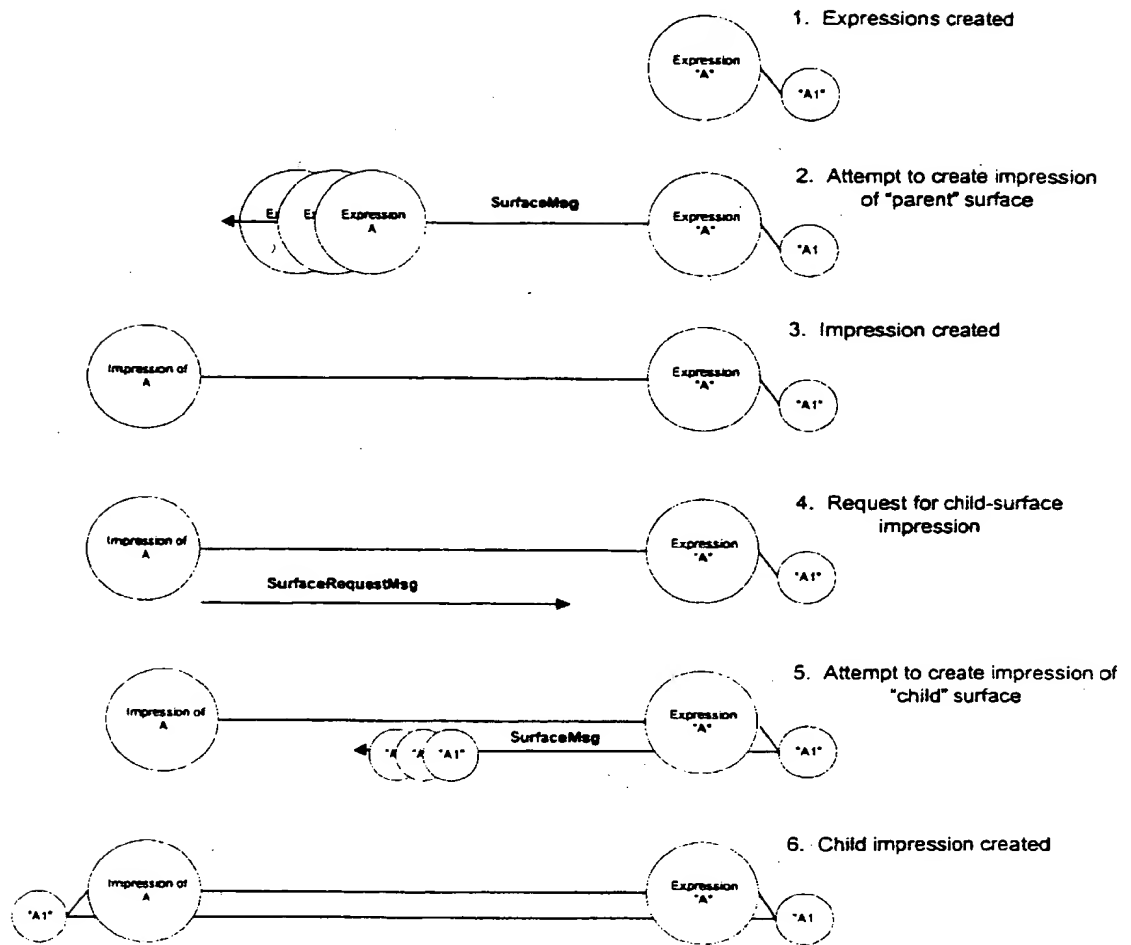 1. Expressions created
Expression
"A"
"A1"
2. Attempt to create impression
of "parent" surface
SurfaceMsg
Ex
Ex
Expression
A
Expression
"A"
"A1
3. Impression created
Impression of
A
Expression
"A"
"A1"
4. Request for child-surface
impression
Impression of
A
Expression
"A"
"A1"
SurfaceRequestMsg
5. Attempt to create impression of
"child" surface
Impression of
A
Expression
"A"
SurfaceMsg
"A
"A
"A1"
"A1"
6. Child impression created
Impression of
A
Expression
"A"
"A1"
"A1